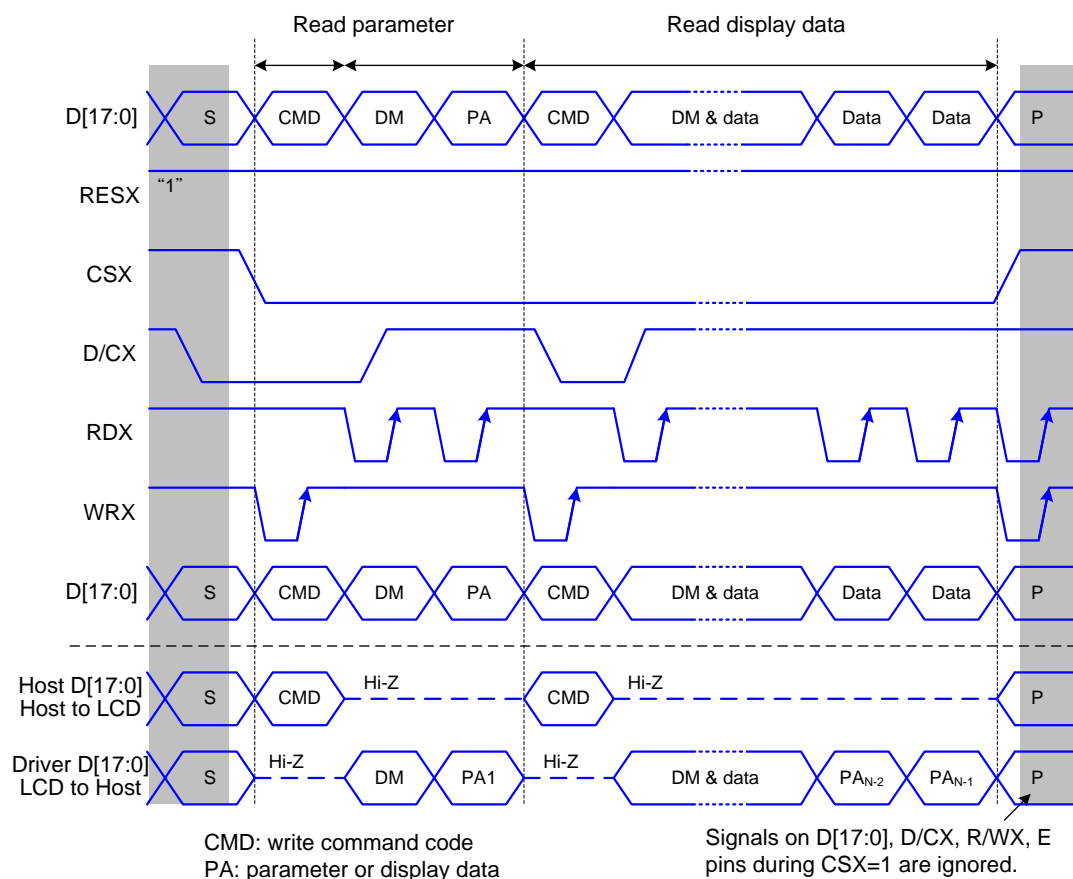 Read parameter Read display data
D[17:0] S CMD DM PA CMD DM & data Data Data P
RESX "1"
CSX
D/CX
RDX
WRX
D[17:0] S CMD DM PA CMD DM & data Data Data P
Host D[17:0]
Host to LCD S CMD Hi-Z CMD Hi-Z P
Driver D[17:0]
LCD to Host S Hi-Z DM PA1 Hi-Z DM & data PAN-2 PAN-1 P
CMD: write command code
PA: parameter or display data
Signals on D[17:0], D/CX, R/WX, E
pins during CSX=1 are ignored.